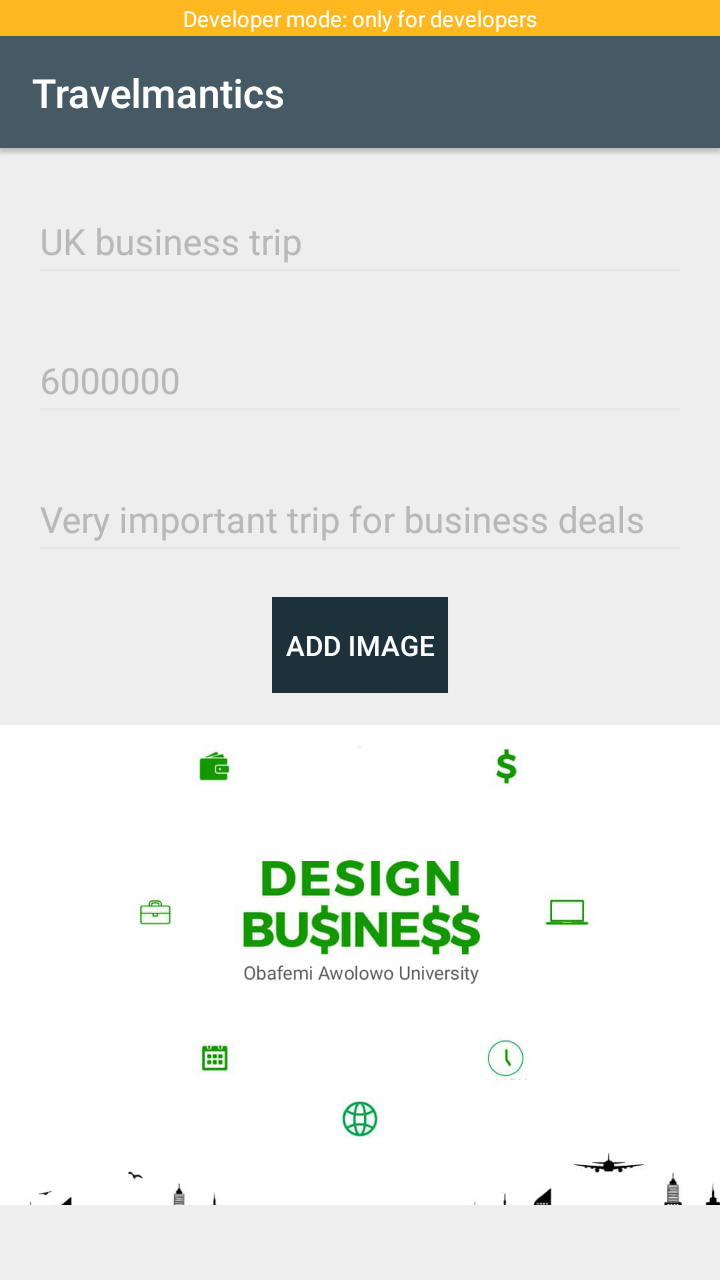 Developer mode: only for developers
Travelmantics
UK business trip
6000000
Very important trip for business deals
ADD IMAGE
$
DESIGN
BU$INE$$
Obafemi Awolowo University